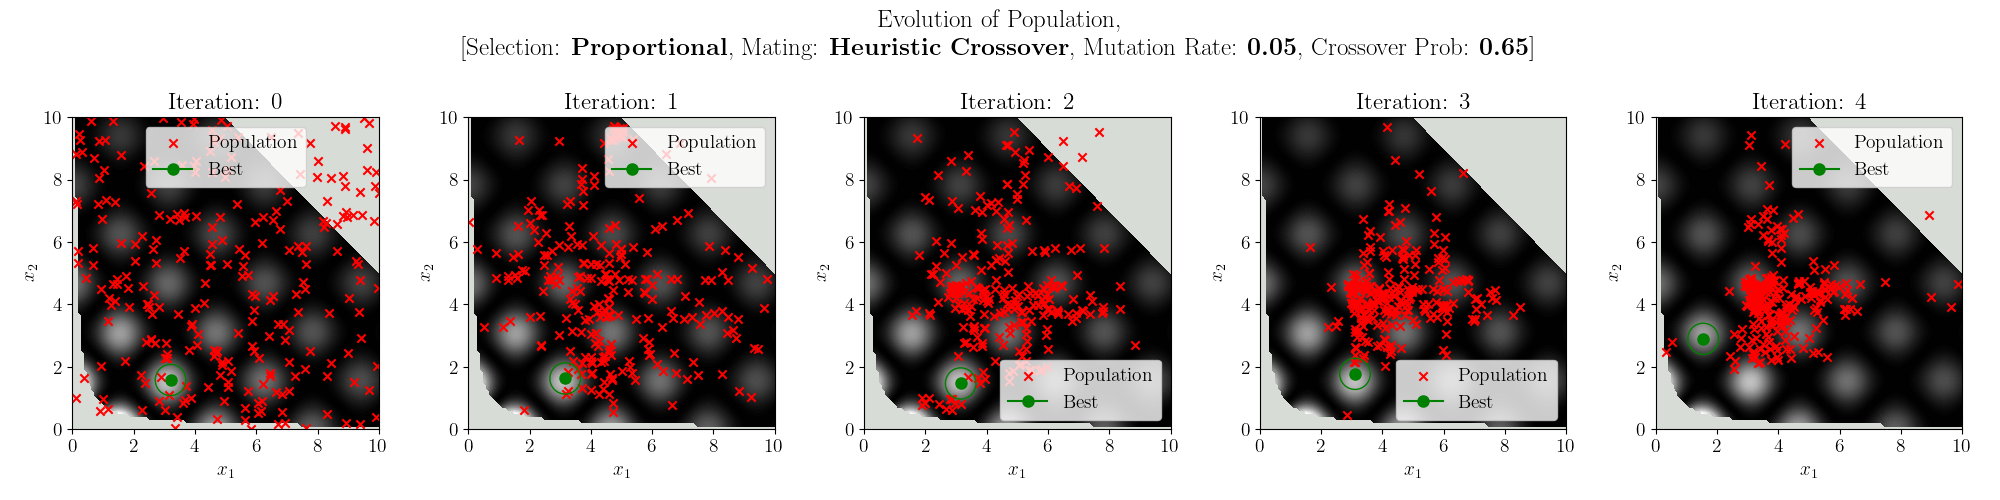 Evolution of Population,
[Selection: Proportional, Mating: Heuristic Crossover, Mutation Rate: 0.05, Crossover Prob: 0.65]
Iteration: 0
10
8
6
4
2
0
x2
Population
Best
0 2 4 6 8 10
x1
Iteration: 1
10
8
6
4
2
0
x2
Population
Best
0 2 4 6 8 10
x1
Iteration: 2
10
8
6
4
2
0
x2
Population
Best
0 2 4 6 8 10
x1
Iteration: 3
10
8
6
4
2
0
x2
Population
Best
0 2 4 6 8 10
x1
Iteration: 4
10
8
6
4
2
0
x2
Population
Best
0 2 4 6 8 10
x1